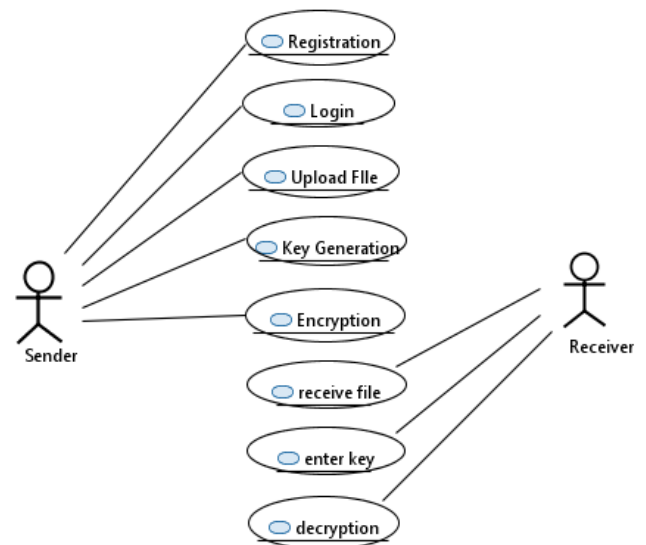 Registration
Login
Upload FIle
Key Generation
Encryption
Sender
Receiver
receive file
enter key
decryption